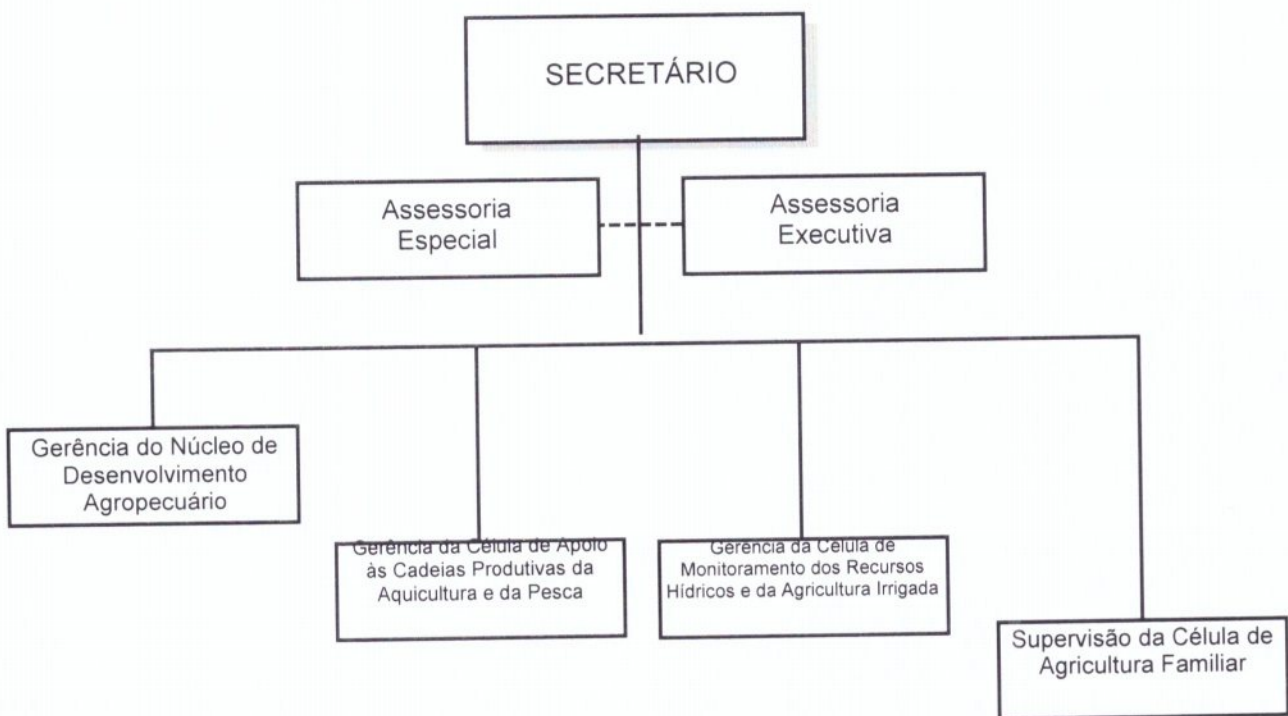 SECRETÁRIO
Assessoria
Especial
Assessoria
Executiva
Gerência do Núcleo de
Desenvolvimento
Agropecuário
Gerência da Célula de Apoio
às Cadeias Produtivas da
Aquicultura e da Pesca
Gerência da Célula de
Monitoramento dos Recursos
Hídricos e da Agricultura Irrigada
Supervisão da Célula de
Agricultura Familiar